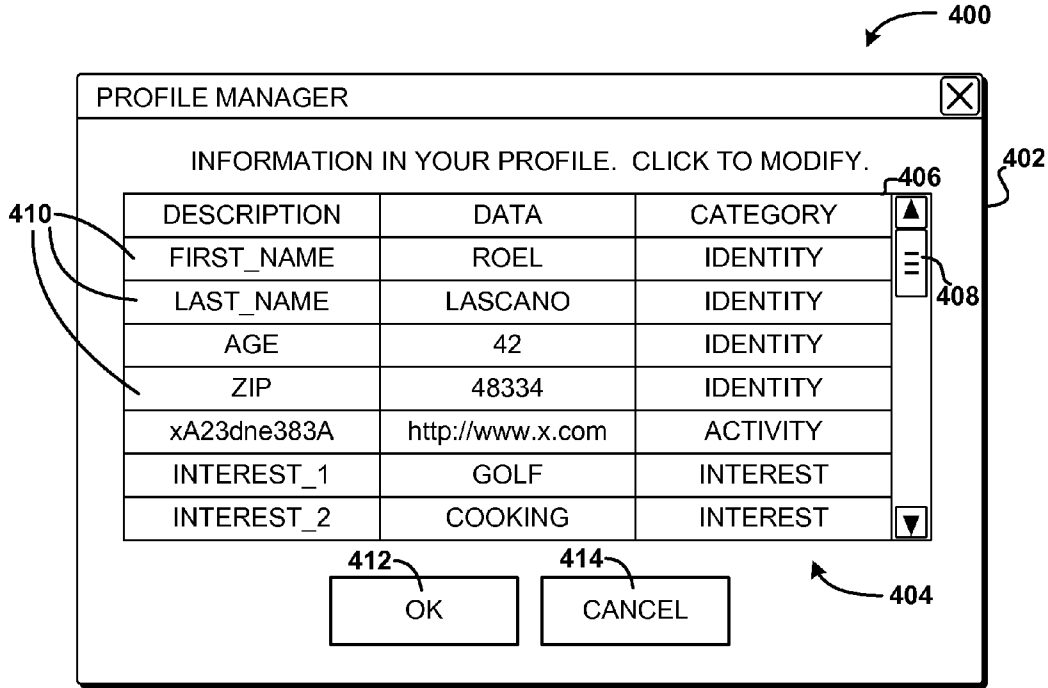 400
PROFILE MANAGER
INFORMATION IN YOUR PROFILE. CLICK TO MODIFY.
402
406
410
DESCRIPTION DATA CATEGORY
FIRST_NAME ROEL IDENTITY
408
LAST_NAME LASCANO IDENTITY
AGE 42 IDENTITY
ZIP 48334 IDENTITY
xA23dne383A http://www.x.com ACTIVITY
INTEREST_1 GOLF INTEREST
INTEREST_2 COOKING INTEREST
412 414
404
OK CANCEL